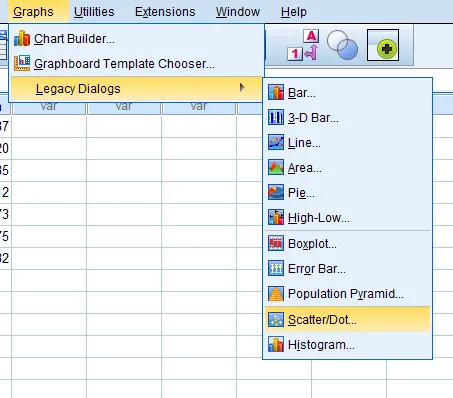 Graphs Utilities Extensions Window Help
Chart Builder...
Graphboard Template Chooser...
Legacy Dialogs
var var var
Bar...
3-D Bar...
Line...
Area...
Pie...
High-Low...
Boxplot...
Error Bar...
Population Pyramid...
Scatter/Dot...
Histogram...
37
20
35
12
73
75
32
1 A